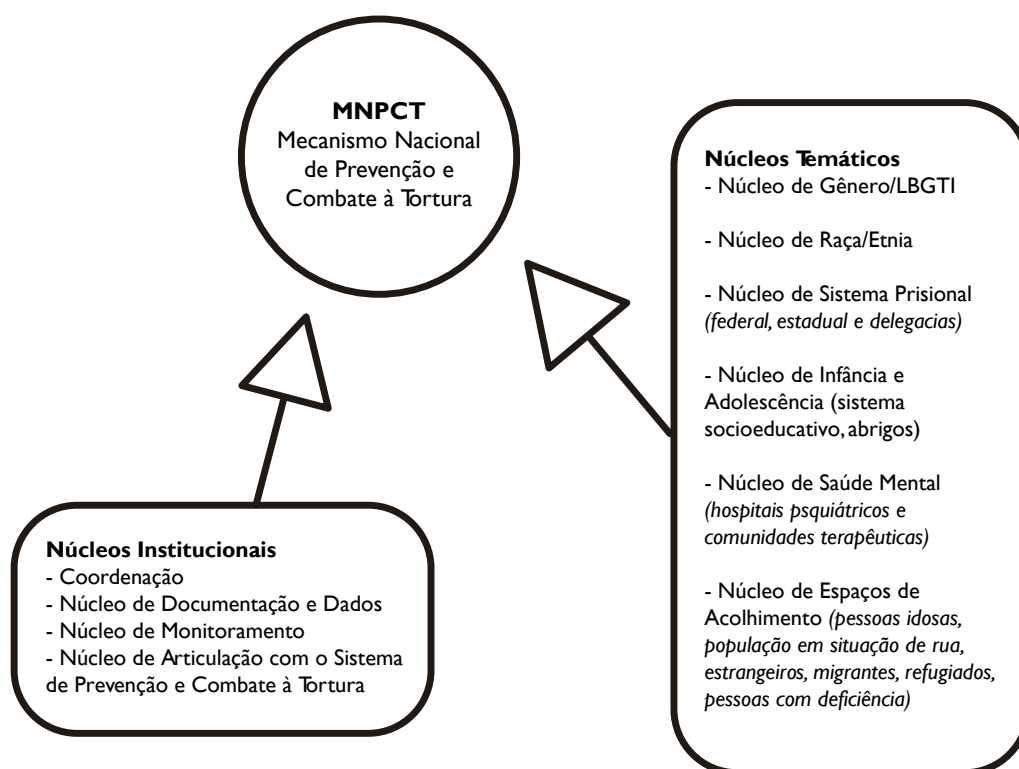 MNPCT
Mecanismo Nacional
de Prevenção e
Combate à Tortura
Núcleos Temáticos
- Núcleo de Gênero/LBGTI
- Núcleo de Raça/Etnia
- Núcleo de Sistema Prisional
(federal, estadual e delegacias)
- Núcleo de Infância e
Adolescência (sistema
socioeducativo, abrigos)
- Núcleo de Saúde Mental
(hospitais psquiátricos e
comunidades terapêuticas)
- Núcleo de Espaços de
Acolhimento (pessoas idosas,
população em situação de rua,
estrangeiros, migrantes, refugiados,
pessoas com deficiência)
Núcleos Institucionais
- Coordenação
- Núcleo de Documentação e Dados
- Núcleo de Monitoramento
- Núcleo de Articulação com o Sistema
de Prevenção e Combate à Tortura